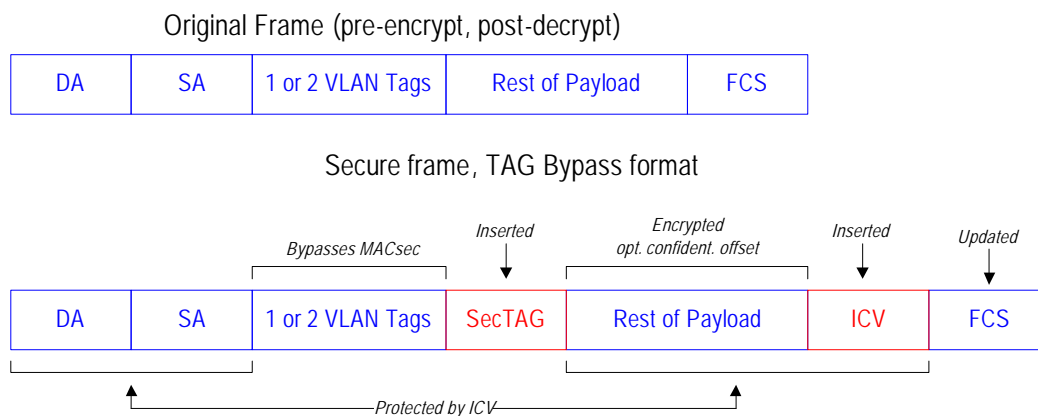 Original Frame (pre-encrypt, post-decrypt)
DA SA 1 or 2 VLAN Tags Rest of Payload FCS
Secure frame, TAG Bypass format
Bypasses MACsec Inserted Encrypted opt. confident. offset Inserted Updated
DA SA 1 or 2 VLAN Tags SecTAG Rest of Payload ICV FCS
Protected by ICV